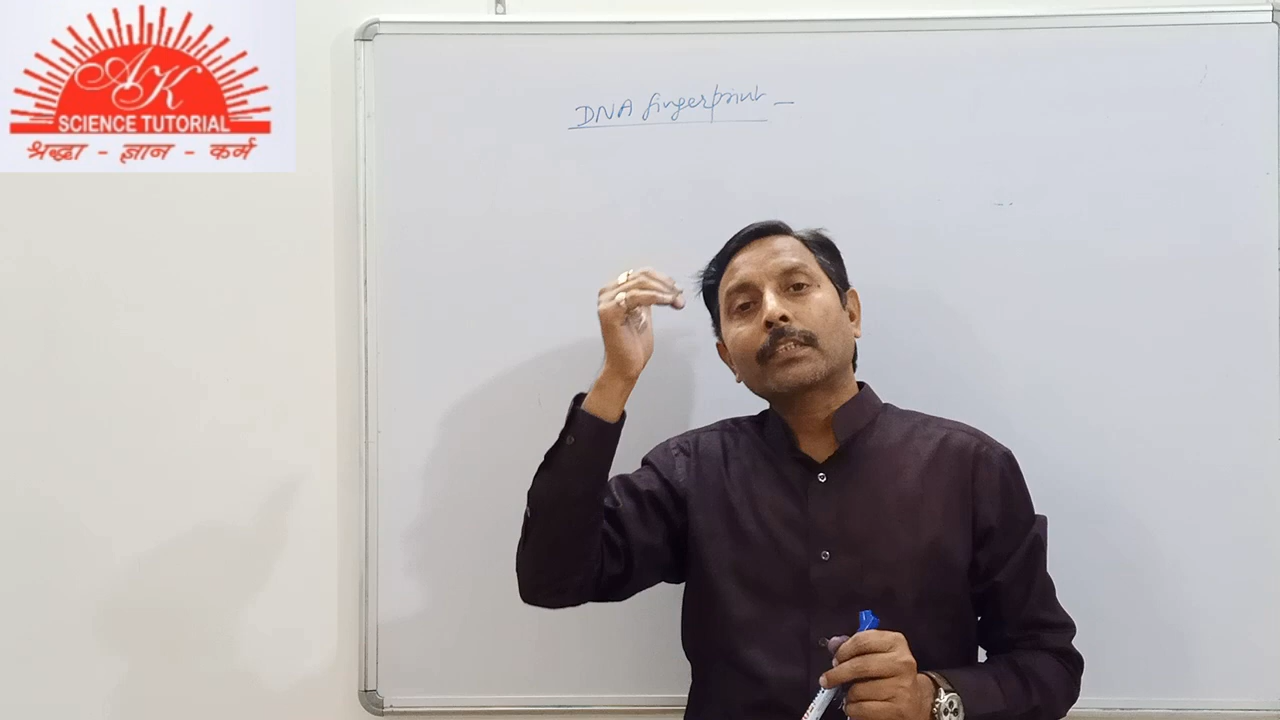 AK
SCIENCE TUTORIAL
श्रद्धा - ज्ञान - कर्म
DNA fingerprint -